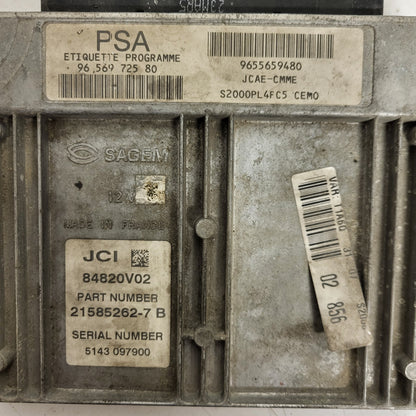 PSA
ETIQUETTE PROGRAMME
96.569 725 80
9655659480
JCAE-CMME
S2000PL4FC5 CEMO
SAGEM
12
MADE IN FRANCE
JCI
84820V02
PART NUMBER
21585262-7 B
SERIAL NUMBER
5143 097900
02 856